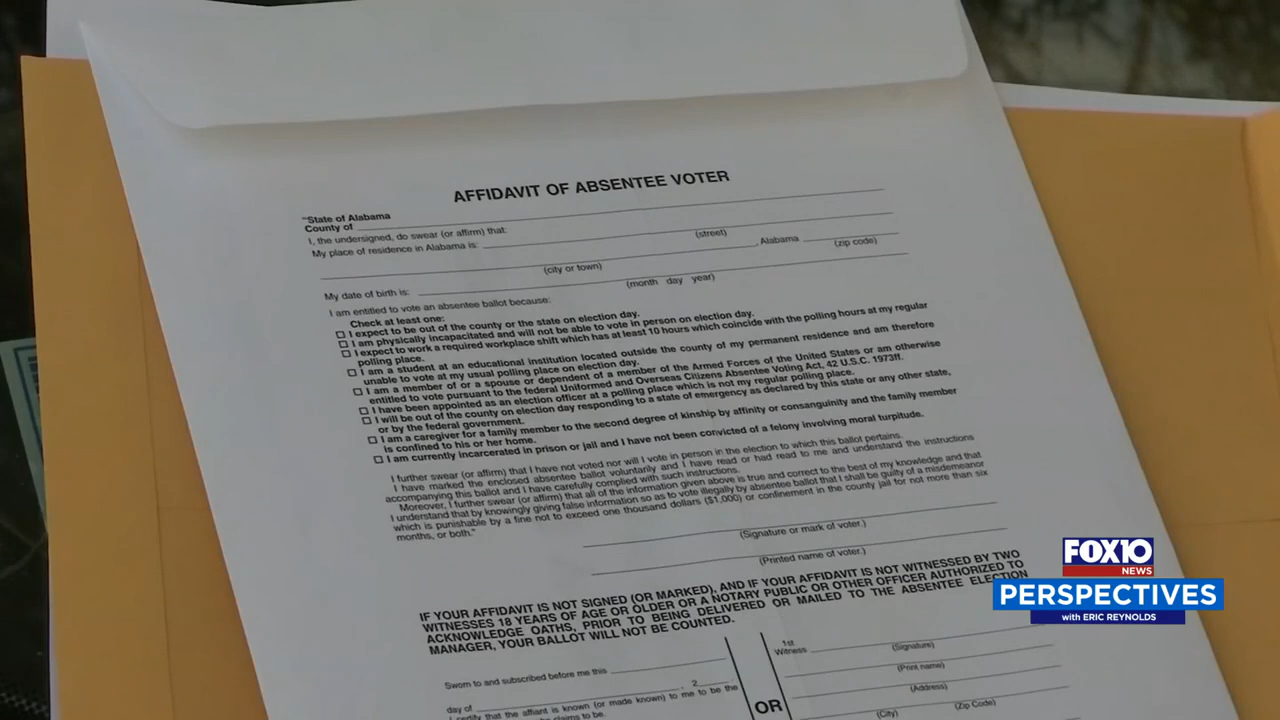 AFFIDAVIT OF ABSENTEE VOTER
"State of Alabama
County of
I, the undersigned, do swear (or affirm) that:
My place of residence in Alabama is:
(street)
, Alabama
(zip code)
(city or town)
My date of birth is:
(month day year)
I am entitled to vote an absentee ballot because:
Check at least one:
I expect to be out of the county or the state on election day.
I am physically incapacitated and will not be able to vote in person on election day.
I expect to work a required workplace shift which has at least 10 hours which coincide with the polling hours at my regular
polling place.
I am a student at an educational institution located outside the county of my permanent residence and am therefore
unable to vote at my usual polling place on election day.
I am a member of or a spouse or dependent of a member of the Armed Forces of the United States or am otherwise
entitled to vote pursuant to the federal Uniformed and Overseas Citizens Absentee Voting Act, 42 U.S.C. 1973ff.
I have been appointed as an election officer at a polling place which is not my regular polling place.
I will be out of the county on election day responding to a state of emergency as declared by this state or any other state,
or by the federal government.
I am a caregiver for a family member to the second degree of kinship by affinity or consanguinity and the family member
is confined to his or her home.
I am currently incarcerated in prison or jail and I have not been convicted of a felony involving moral turpitude.
I further swear (or affirm) that I have not voted nor will I vote in person in the election to which this ballot pertains.
I have marked the enclosed absentee ballot voluntarily and I have read or had read to me and understand the instructions
accompanying this ballot and I have carefully complied with such instructions.
Moreover, I further swear (or affirm) that all of the information given above is true and correct to the best of my knowledge and that
I understand that by knowingly giving false information so as to vote illegally by absentee ballot that I shall be guilty of a misdemeanor
which is punishable by a fine not to exceed one thousand dollars ($1,000) or confinement in the county jail for not more than six
months, or both."
(Signature or mark of voter.)
(Printed name of voter.)
IF YOUR AFFIDAVIT IS NOT SIGNED (OR MARKED), AND IF YOUR AFFIDAVIT IS NOT WITNESSED BY TWO
WITNESSES 18 YEARS OF AGE OR OLDER OR A NOTARY PUBLIC OR OTHER OFFICER AUTHORIZED TO
ACKNOWLEDGE OATHS, PRIOR TO BEING DELIVERED OR MAILED TO THE ABSENTEE ELECTION
MANAGER, YOUR BALLOT WILL NOT BE COUNTED.
Sworn to and subscribed before me this
day of , 2
I certify that the affiant is known (or made known) to me to be the
claims to be.
OR
1st
Witness
(Signature)
(Print name)
(Address)
(City) (Zip Code)
FOX10
NEWS
PERSPECTIVES
with ERIC REYNOLDS